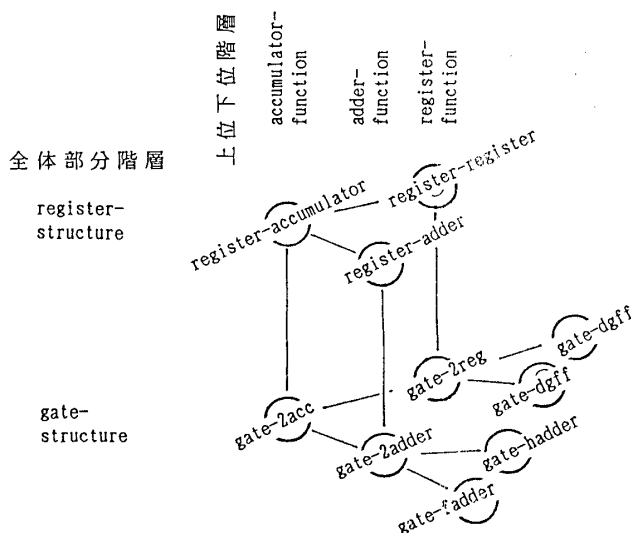 上位下位階層
accumulator-
function
adder-
function
register-
function
全体部分階層
register-
structure
register-accumulator
register-register
register-adder
gate-
structure
gate-2acc
gate-2reg
gate-dgff
gate-dgff
gate-2adder
gate-hadder
gate-fadder